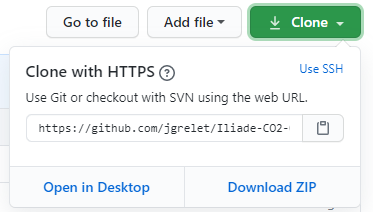 Go to file Add file Clone
Clone with HTTPS ? Use SSH
Use Git or checkout with SVN using the web URL.
https://github.com/jgrelet/Iliade-CO2-
Open in Desktop Download ZIP